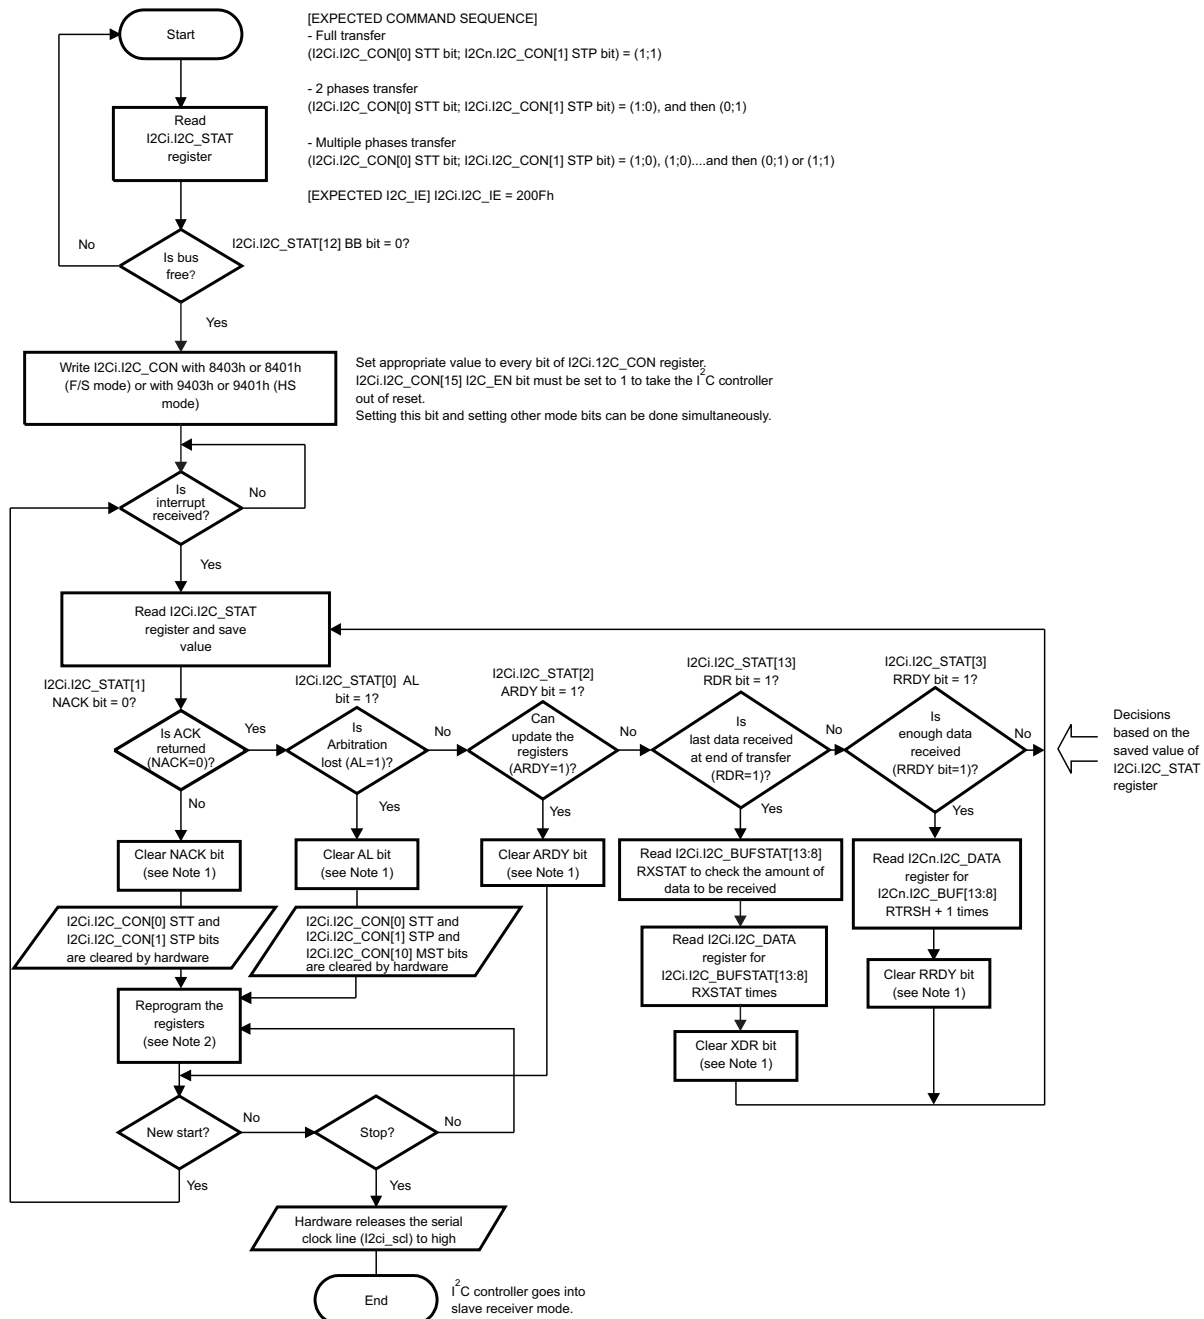 Start
[EXPECTED COMMAND SEQUENCE]
- Full transfer
(I2Ci.I2C_CON[0] STT bit; I2Cn.I2C_CON[1] STP bit) = (1;1)
- 2 phases transfer
(I2Ci.I2C_CON[0] STT bit; I2Ci.I2C_CON[1] STP bit) = (1:0), and then (0;1)
- Multiple phases transfer
(I2Ci.I2C_CON[0] STT bit; I2Ci.I2C_CON[1] STP bit) = (1;0), (1;0)....and then (0;1) or (1;1)
[EXPECTED I2C_IE] I2Ci.I2C_IE = 200Fh
Read
I2Ci.I2C_STAT
register
No
Is bus
free?
I2Ci.I2C_STAT[12] BB bit = 0?
Yes
Write I2Ci.I2C_CON with 8403h or 8401h
(F/S mode) or with 9403h or 9401h (HS
mode)
Set appropriate value to every bit of I2Ci.12C_CON register.
I2Ci.I2C_CON[15] I2C_EN bit must be set to 1 to take the I2C controller
out of reset.
Setting this bit and setting other mode bits can be done simultaneously.
Is
interrupt
received?
No
Yes
Read I2Ci.I2C_STAT
register and save
value
I2Ci.I2C_STAT[1]
NACK bit = 0?
Is ACK
returned
(NACK=0)?
Yes
No
I2Ci.I2C_STAT[0] AL
bit = 1?
Is
Arbitration
lost (AL=1)?
No
Yes
I2Ci.I2C_STAT[2]
ARDY bit = 1?
Can
update the
registers
(ARDY=1)?
No
Yes
I2Ci.I2C_STAT[13]
RDR bit = 1?
Is
last data received
at end of transfer
(RDR=1)?
No
Yes
I2Ci.I2C_STAT[3]
RRDY bit = 1?
Is
enough data
received
(RRDY bit=1)?
No
Yes
Decisions
based on the
saved value of
I2Ci.I2C_STAT
register
Clear NACK bit
(see Note 1)
Clear AL bit
(see Note 1)
Clear ARDY bit
(see Note 1)
Read I2Ci.I2C_BUFSTAT[13:8]
RXSTAT to check the amount of
data to be received
Read I2Cn.I2C_DATA
register for
I2Cn.I2C_BUF[13:8]
RTRSH + 1 times
I2Ci.I2C_CON[0] STT and
I2Ci.I2C_CON[1] STP bits
are cleared by hardware
I2Ci.I2C_CON[0] STT and
I2Ci.I2C_CON[1] STP and
I2Ci.I2C_CON[10] MST bits
are cleared by hardware
Read I2Ci.I2C_DATA
register for
I2Ci.I2C_BUFSTAT[13:8]
RXSTAT times
Clear RRDY bit
(see Note 1)
Reprogram the
registers
(see Note 2)
Clear XDR bit
(see Note 1)
New start?
No
Yes
Stop?
No
Yes
Hardware releases the serial
clock line (I2ci_scl) to high
End
I2C controller goes into
slave receiver mode.